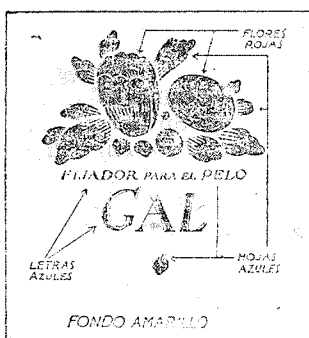 FLORES
ROJAS
FIJADOR PARA EL PELO
GAL
LETRAS
AZULES
HOJAS
AZULES
FONDO AMARILLO